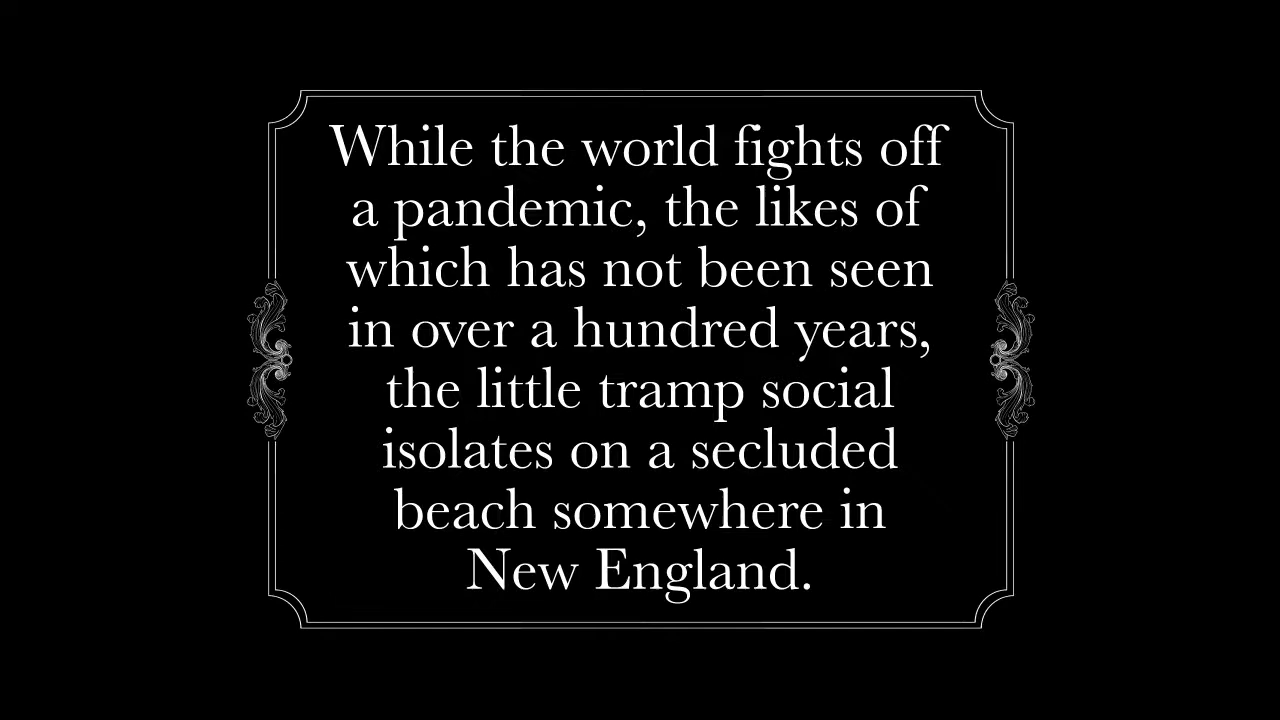 While the world fights off
a pandemic, the likes of
which has not been seen
in over a hundred years,
the little tramp social
isolates on a secluded
beach somewhere in
New England.